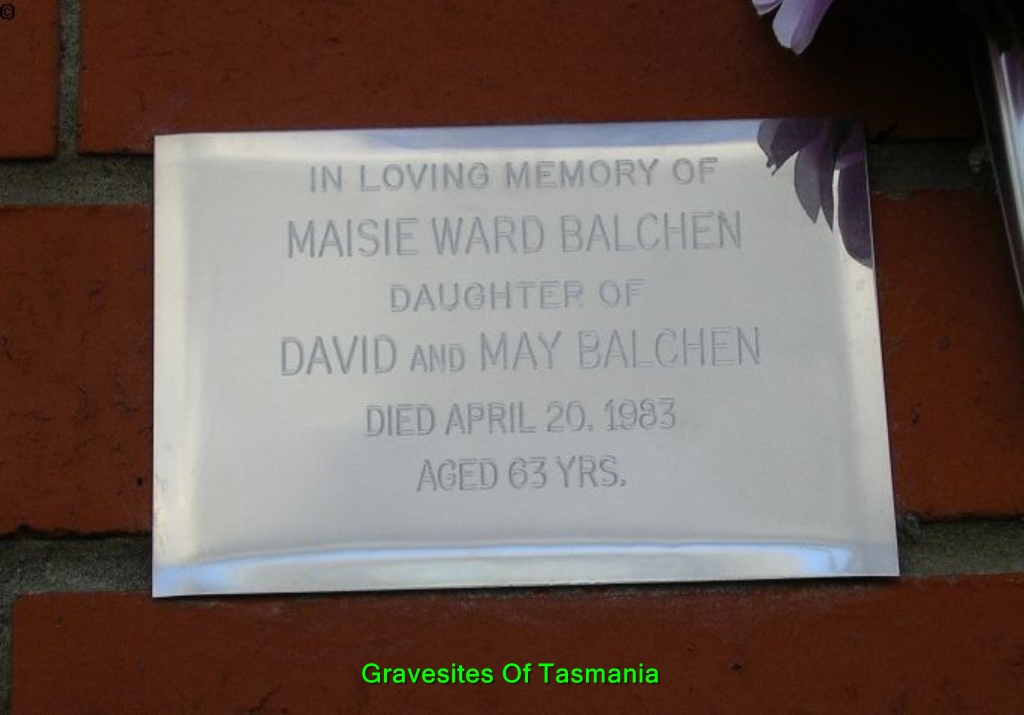 ©
IN LOVING MEMORY OF
MAISIE WARD BALCHEN
DAUGHTER OF
DAVID AND MAY BALCHEN
DIED APRIL 20, 1983
AGED 63 YRS.
Gravesites Of Tasmania